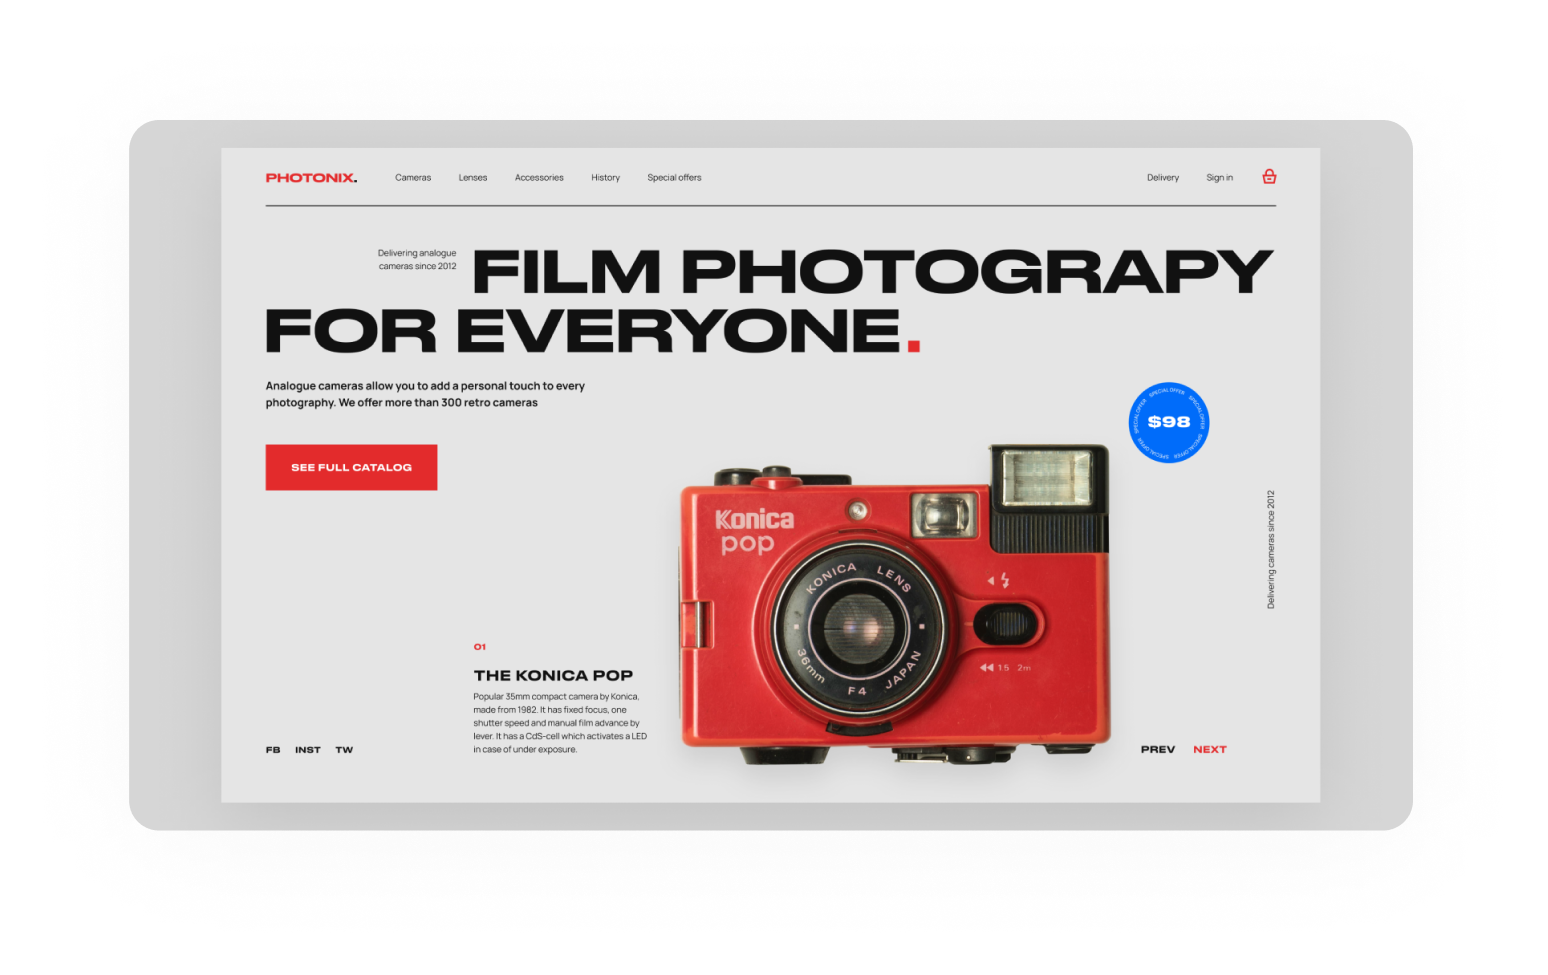 PHOTONIX.
Cameras
Lenses
Accessories
History
Special offers
Delivery
Sign in
Delivering analogue
cameras since 2012
FILM PHOTOGRAPY
FOR EVERYONE.
Analogue cameras allow you to add a personal touch to every
photography. We offer more than 300 retro cameras
SEE FULL CATALOG
SPECIAL OFFER SPECIAL OFFER SPECIAL OFFER SPECIAL OFFER SPECIAL OFFER
$98
Konica
pop
KONICA LENS
36mm F4 JAPAN
1.5 2m
Delivering cameras since 2012
01
THE KONICA POP
Popular 35mm compact camera by Konica,
made from 1982. It has fixed focus, one
shutter speed and manual film advance by
lever. It has a CdS-cell which activates a LED
in case of under exposure.
FB
INST
TW
PREV
NEXT